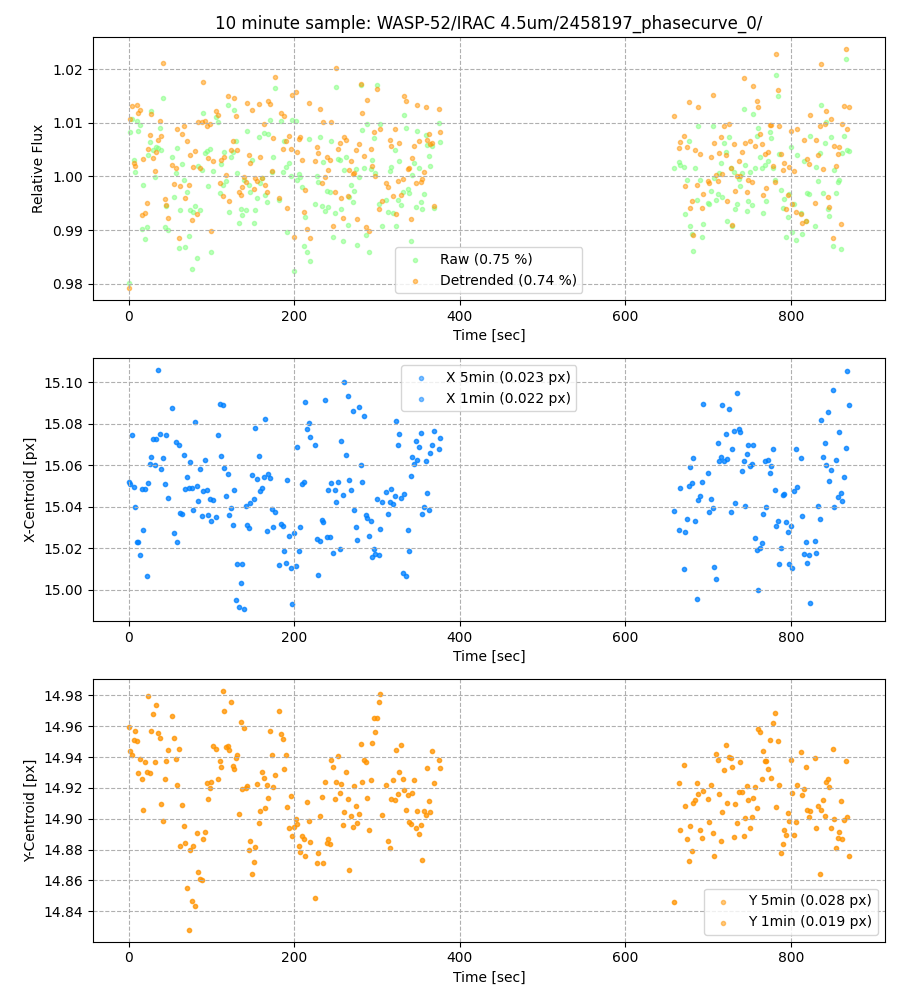 10 minute sample: WASP-52/IRAC 4.5um/2458197_phasecurve_0/
Relative Flux
1.02
1.01
1.00
0.99
0.98
Raw (0.75 %)
Detrended (0.74 %)
0
200
400
600
800
Time [sec]
X-Centroid [px]
15.10
15.08
15.06
15.04
15.02
15.00
X 5min (0.023 px)
X 1min (0.022 px)
0
200
400
600
800
Time [sec]
Y-Centroid [px]
14.98
14.96
14.94
14.92
14.90
14.88
14.86
14.84
Y 5min (0.028 px)
Y 1min (0.019 px)
0
200
400
600
800
Time [sec]